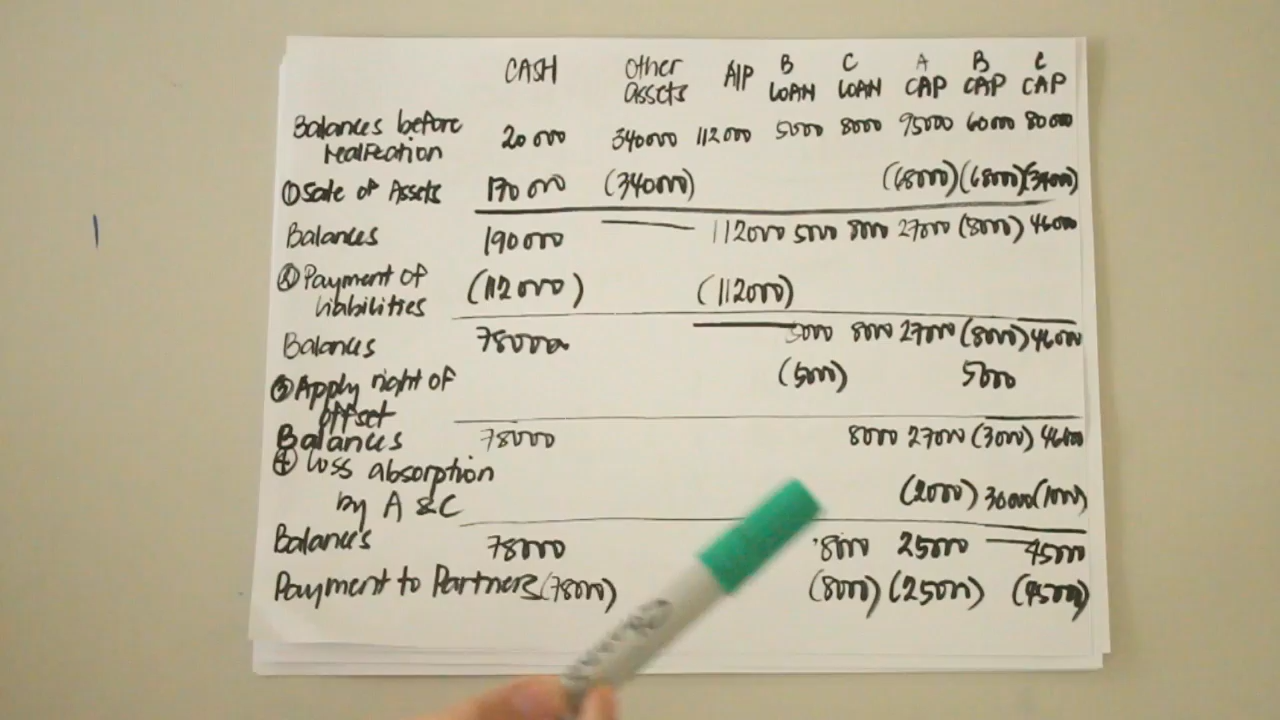 CASH Other assets A/P B LOAN C LOAN A CAP B CAP C CAP
Balances before
realization 20000 340000 112000 5000 8000 95000 60000 80000
① Sale of Assets 170000 (340000) (68000) (68000) (34000)
Balances 190000 112000 5000 8000 27000 (8000) 46000
② Payment of
liabilities (112000) (112000)
Balances 78000 5000 8000 27000 (8000) 46000
③ Apply right of
offset (5000) 5000
Balances 78000 8000 27000 (3000) 46000
④ Loss absorption
by A & C (2000) 3000 (1000)
Balances 78000 8000 25000 45000
Payment to Partners (78000) (8000) (25000) (45000)